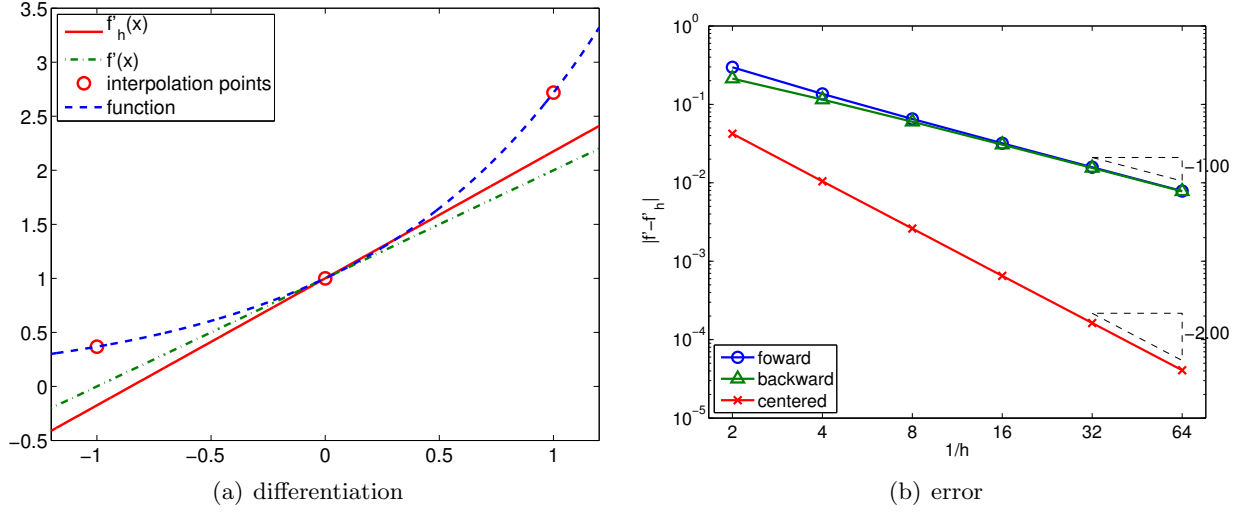 3.5
3
2.5
2
1.5
1
0.5
0
−0.5
−1
−0.5
0
0.5
1
f'h(x)
f'(x)
interpolation points
function
(a) differentiation
10^0
10^−1
10^−2
10^−3
10^−4
10^−5
|f'−f'h|
2
4
8
16
32
64
1/h
−1.00
−2.00
foward
backward
centered
(b) error